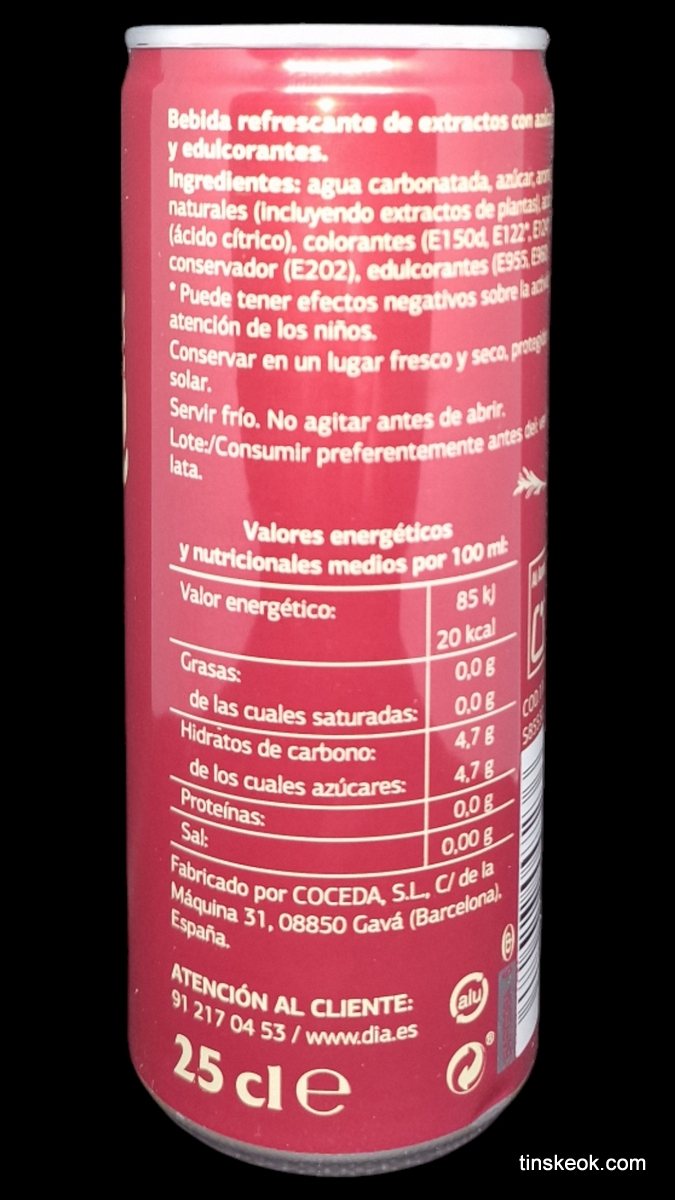 Bebida refrescante de extractos con
y edulcorantes.
Ingredientes: agua carbonatada, azúcar,
naturales (incluyendo extractos de plantas),
(ácido cítrico), colorantes (E150d, E122*,
conservador (E202), edulcorantes (E955,
* Puede tener efectos negativos sobre la
atención de los niños.
Conservar en un lugar fresco y seco,
solar.
Servir frío. No agitar antes de abrir.
Lote:/Consumir preferentemente antes del
lata.
Valores energéticos
y nutricionales medios por 100 ml:
Valor energético: 85 kJ
20 kcal
Grasas: 0,0 g
de las cuales saturadas: 0,0 g
Hidratos de carbono: 4,7 g
de los cuales azúcares: 4,7 g
Proteínas: 0,0 g
Sal: 0,00 g
Fabricado por COCEDA, S.L., C/ de la
Máquina 31, 08850 Gavá (Barcelona).
España.
ATENCIÓN AL CLIENTE:
91 217 04 53 / www.dia.es
alu
25 cl e
tinskeok.com